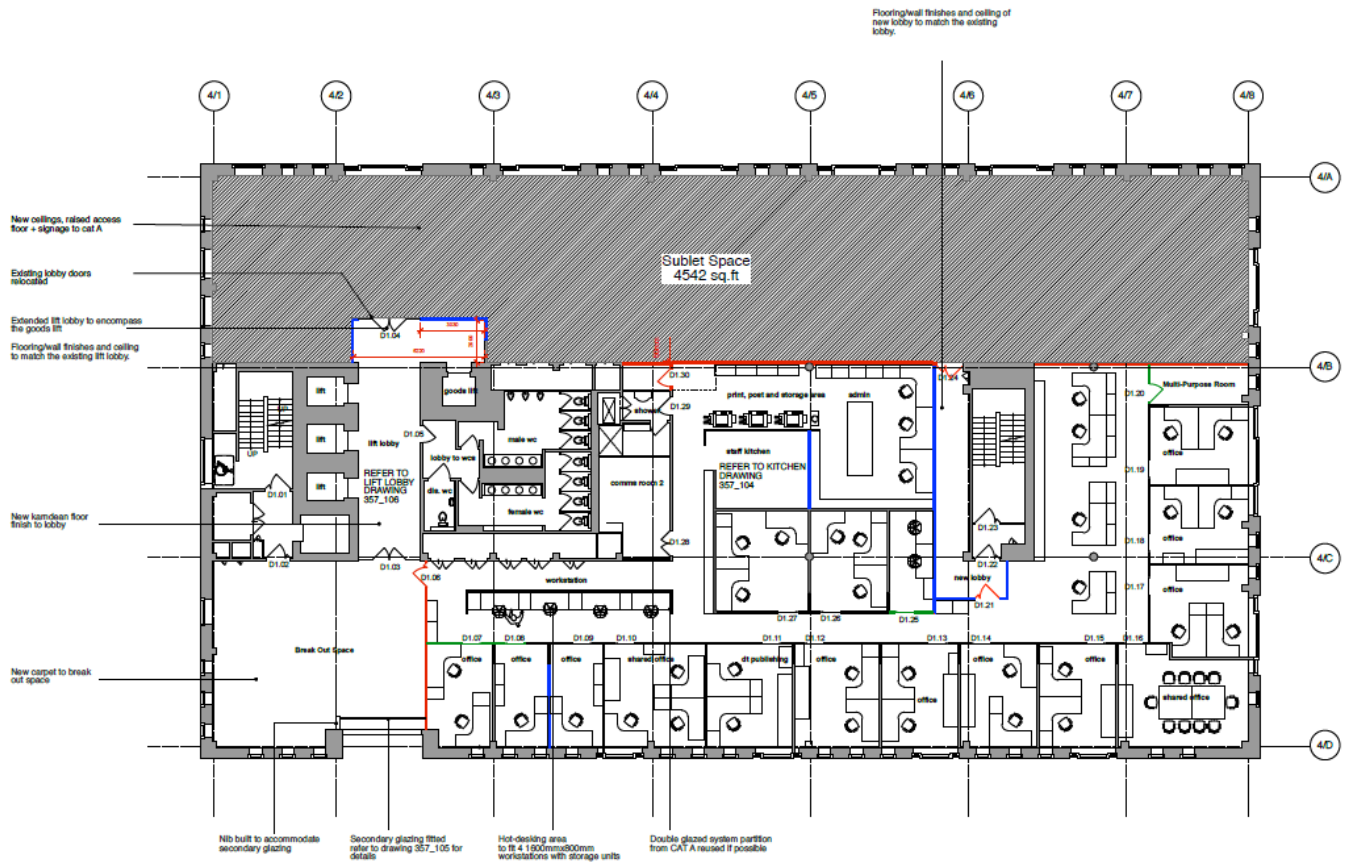 Flooring/wall finishes and ceiling of
new lobby to match the existing
lobby.
4/1
4/2
4/3
4/4
4/5
4/6
4/7
4/8
4/A
New ceilings, raised access
floor + signage to cat A
Sublet Space
4542 sq.ft
Existing lobby doors
relocated
Extended lift lobby to encompass
the goods lift
D1.04
Flooring/wall finishes and ceiling
to match the existing lift lobby.
4/B
D1.30
D1.24
goods lift
lift
D1.20
Multi-Purpose Room
print, post and storage area
admin
shower
D1.29
UP
lift
lift lobby
D1.05
male wc
lobby to wcs
UP
staff kitchen
REFER TO KITCHEN
DRAWING
357_104
office
D1.19
REFER TO
LIFT LOBBY
DRAWING
357_106
lift
dis. wc
comms room 2
D1.01
female wc
New karndean floor
finish to lobby
D1.23
D1.28
D1.18
office
4/C
D1.02
D1.03
D1.06
workstation
D1.22
new lobby
D1.17
office
D1.21
D1.27
D1.26
D1.25
D1.07
D1.08
D1.09
D1.10
D1.11
D1.12
D1.13
D1.14
D1.15
D1.16
Break Out Space
office
office
office
shared office
dt publishing
office
office
office
office
shared office
New carpet to break
out space
4/D
Nib built to accommodate
secondary glazing
Secondary glazing fitted
refer to drawing 357_105 for
details
Hot-desking area
to fit 4 1600mmx800mm
workstations with storage units
Double glazed system partition
from CAT A reused if possible